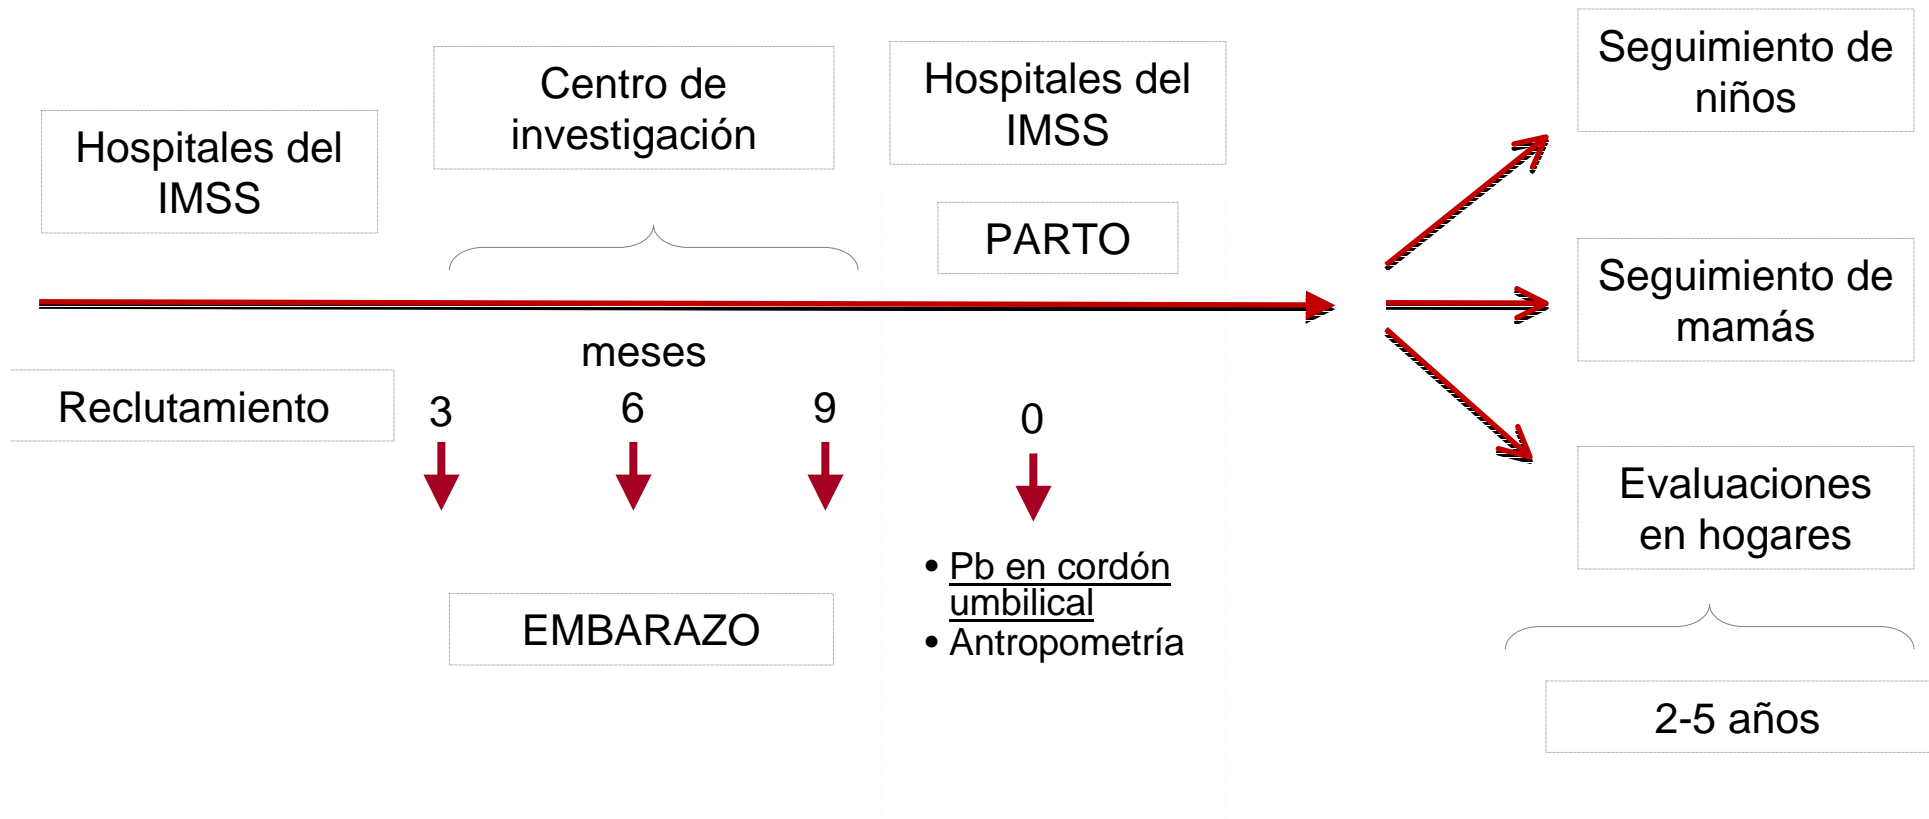 Hospitales del
IMSS
Centro de
investigación
Hospitales del
IMSS
PARTO
Seguimiento de
niños
Seguimiento de
mamás
Evaluaciones
en hogares
2-5 años
Reclutamiento
meses
3
6
9
0
EMBARAZO
• Pb en cordón
umbilical
• Antropometría